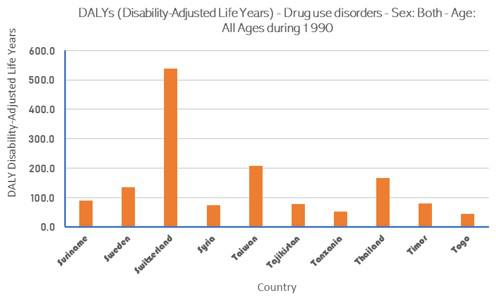 DALYs (Disability-Adjusted Life Years) - Drug use disorders - Sex: Both - Age:
All Ages during 1990
DALY Disability-Adjusted Life Years
600.0
500.0
400.0
300.0
200.0
100.0
0.0
Suriname
Sweden
Switzerland
Syria
Taiwan
Tajikistan
Tanzania
Thailand
Timor
Togo
Country